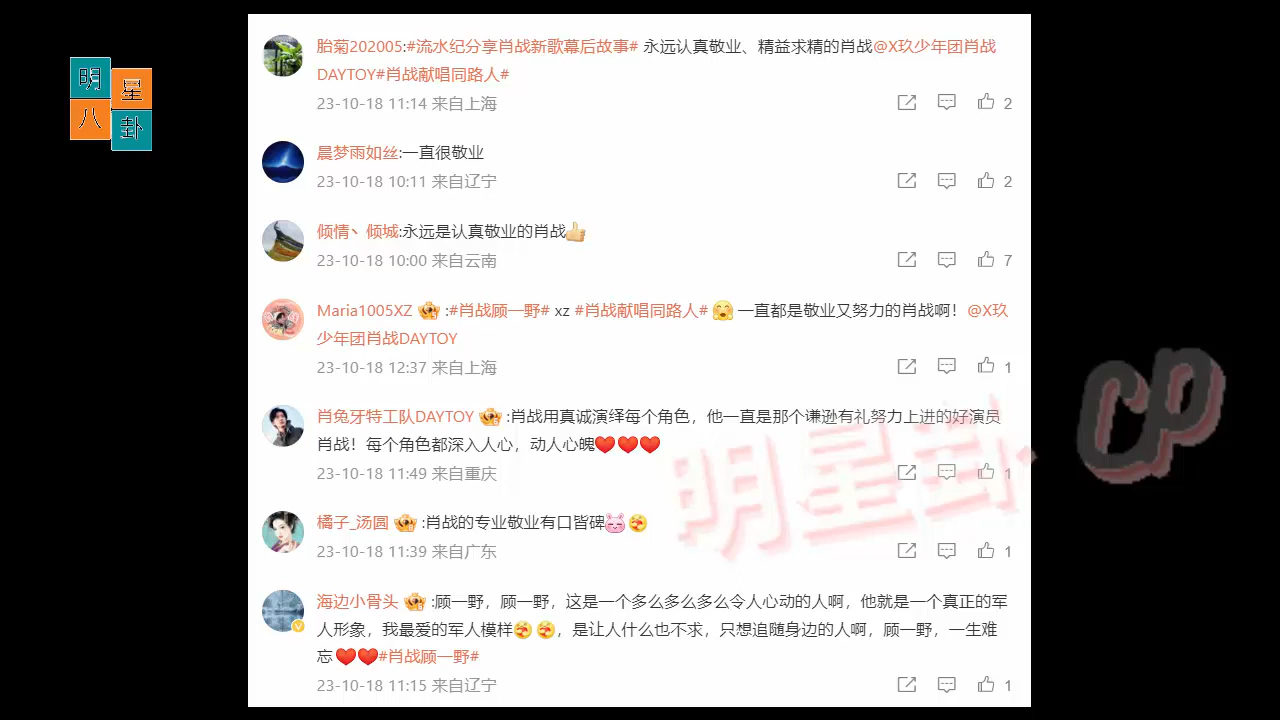 明
星
八
卦
胎菊202005:#流水纪分享肖战新歌幕后故事# 永远认真敬业、精益求精的肖战@X玖少年团肖战
DAYTOY#肖战献唱同路人#
23-10-18 11:14 来自上海
2
晨梦雨如丝:一直很敬业
23-10-18 10:11 来自辽宁
2
倾情丶倾城:永远是认真敬业的肖战
23-10-18 10:00 来自云南
7
Maria1005XZ :#肖战顾一野# xz #肖战献唱同路人# 一直都是敬业又努力的肖战啊！@X玖
少年团肖战DAYTOY
23-10-18 12:37 来自上海
1
肖兔牙特工队DAYTOY :肖战用真诚演绎每个角色，他一直是那个谦逊有礼努力上进的好演员
肖战！每个角色都深入人心，动人心魄
23-10-18 11:49 来自重庆
1
橘子_汤圆 :肖战的专业敬业有口皆碑
23-10-18 11:39 来自广东
1
海边小骨头 :顾一野，顾一野，这是一个多么多么多么令人心动的人啊，他就是一个真正的军
人形象，我最爱的军人模样，是让人什么也不求，只想追随身边的人啊，顾一野，一生难
忘#肖战顾一野#
23-10-18 11:15 来自辽宁
1
明星卦·CP